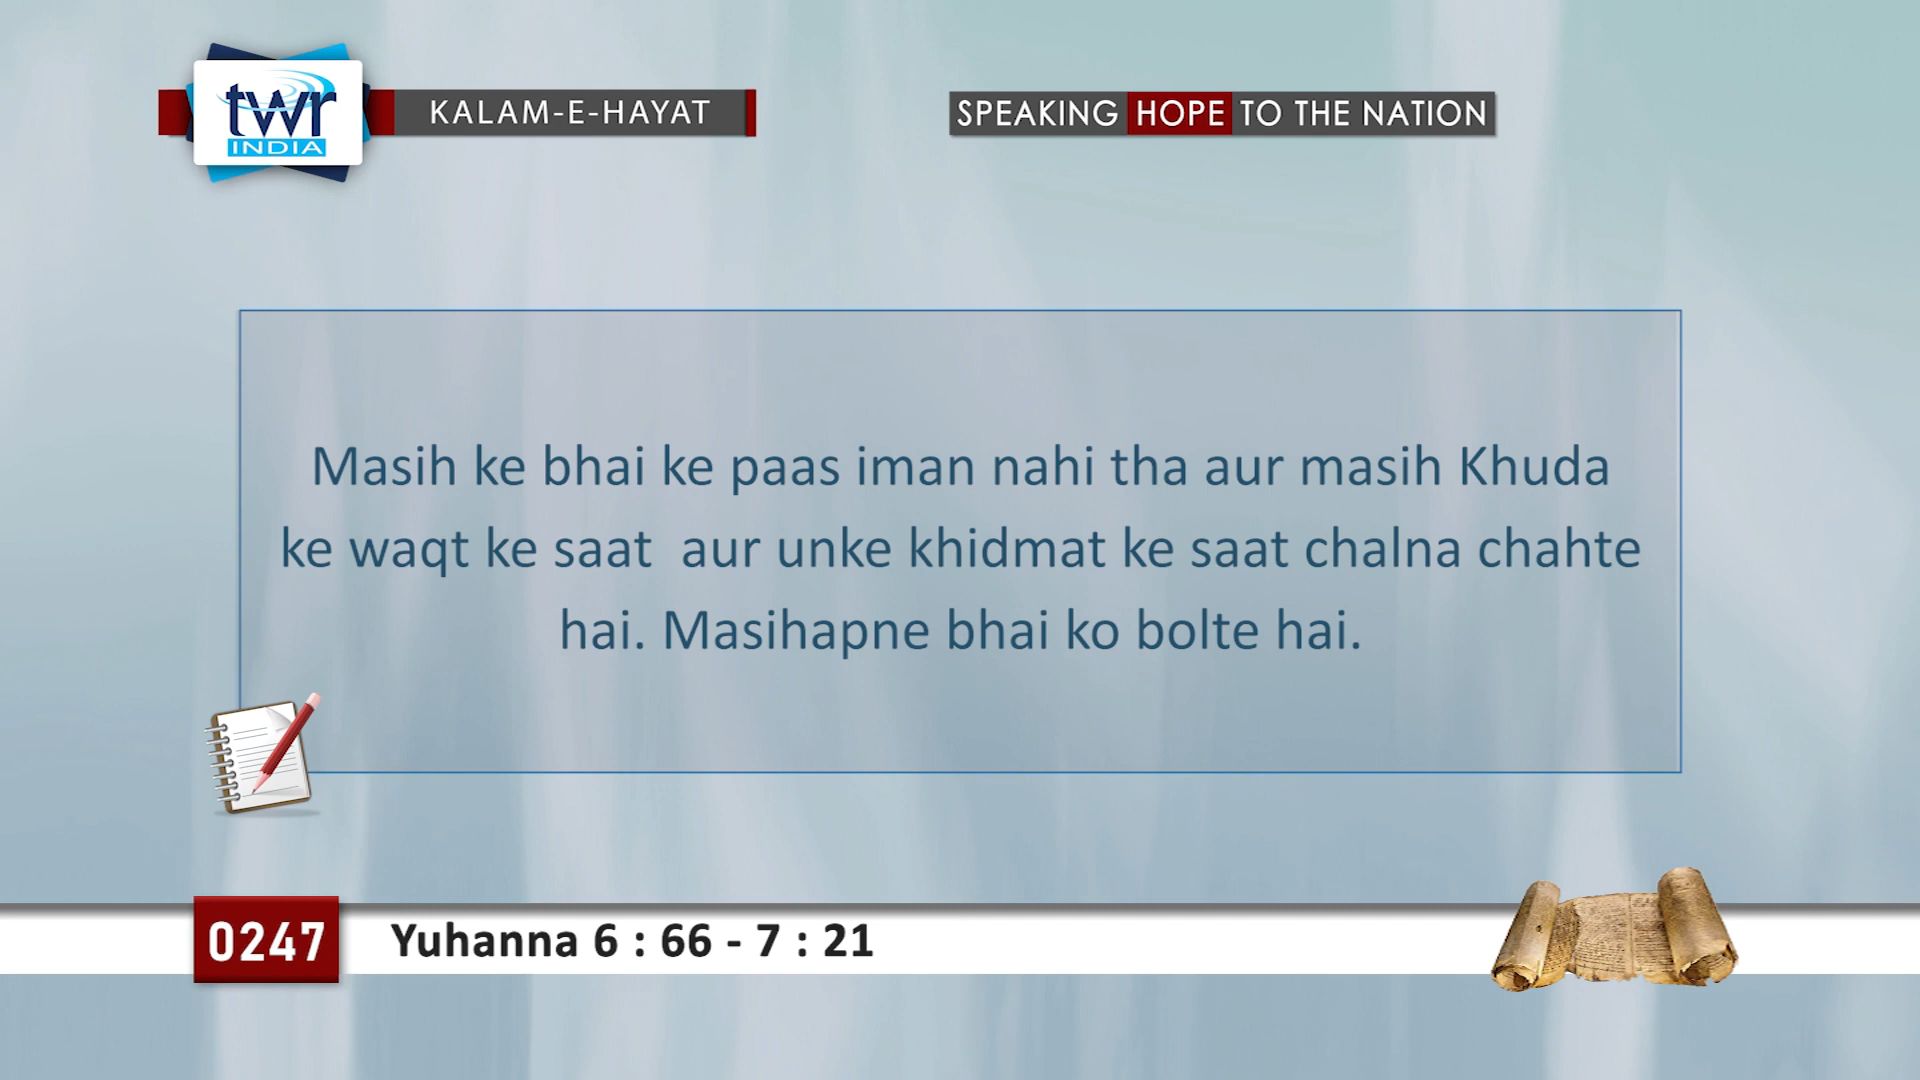 twr
INDIA
KALAM-E-HAYAT
SPEAKING HOPE TO THE NATION
Masih ke bhai ke paas iman nahi tha aur masih Khuda
ke waqt ke saat  aur unke khidmat ke saat chalna chahte
hai. Masihapne bhai ko bolte hai.
0247
Yuhanna 6 : 66 - 7 : 21